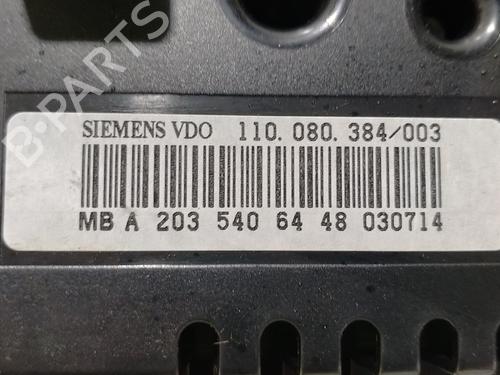 SIEMENS VDO 110.080.384/003
MB A 203 540 64 48 030714
B-PARTS